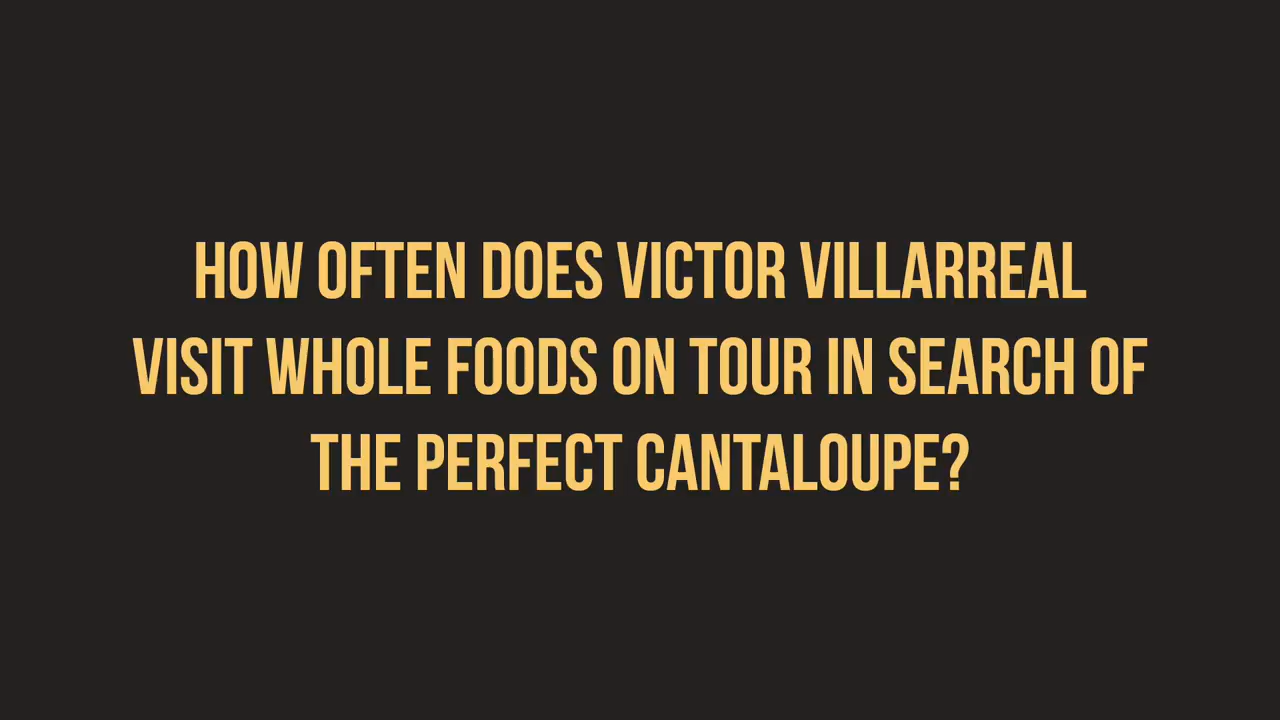 HOW OFTEN DOES VICTOR VILLARREAL
VISIT WHOLE FOODS ON TOUR IN SEARCH OF
THE PERFECT CANTALOUPE?